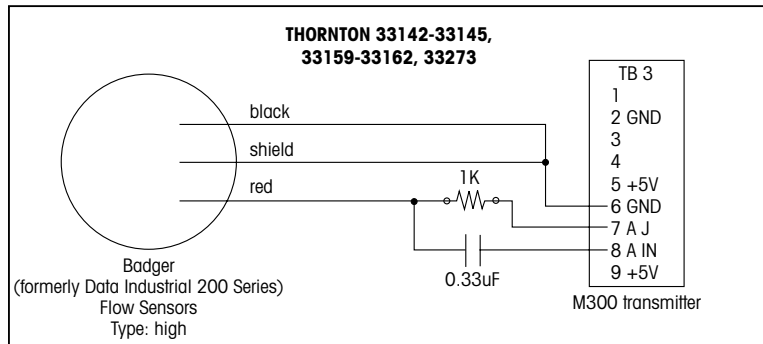 THORNTON 33142-33145,
33159-33162, 33273
black
shield
red
1K
0.33uF
Badger
(formerly Data Industrial 200 Series)
Flow Sensors
Type: high
TB 3
1
2 GND
3
4
5 +5V
6 GND
7 A J
8 A IN
9 +5V
M300 transmitter